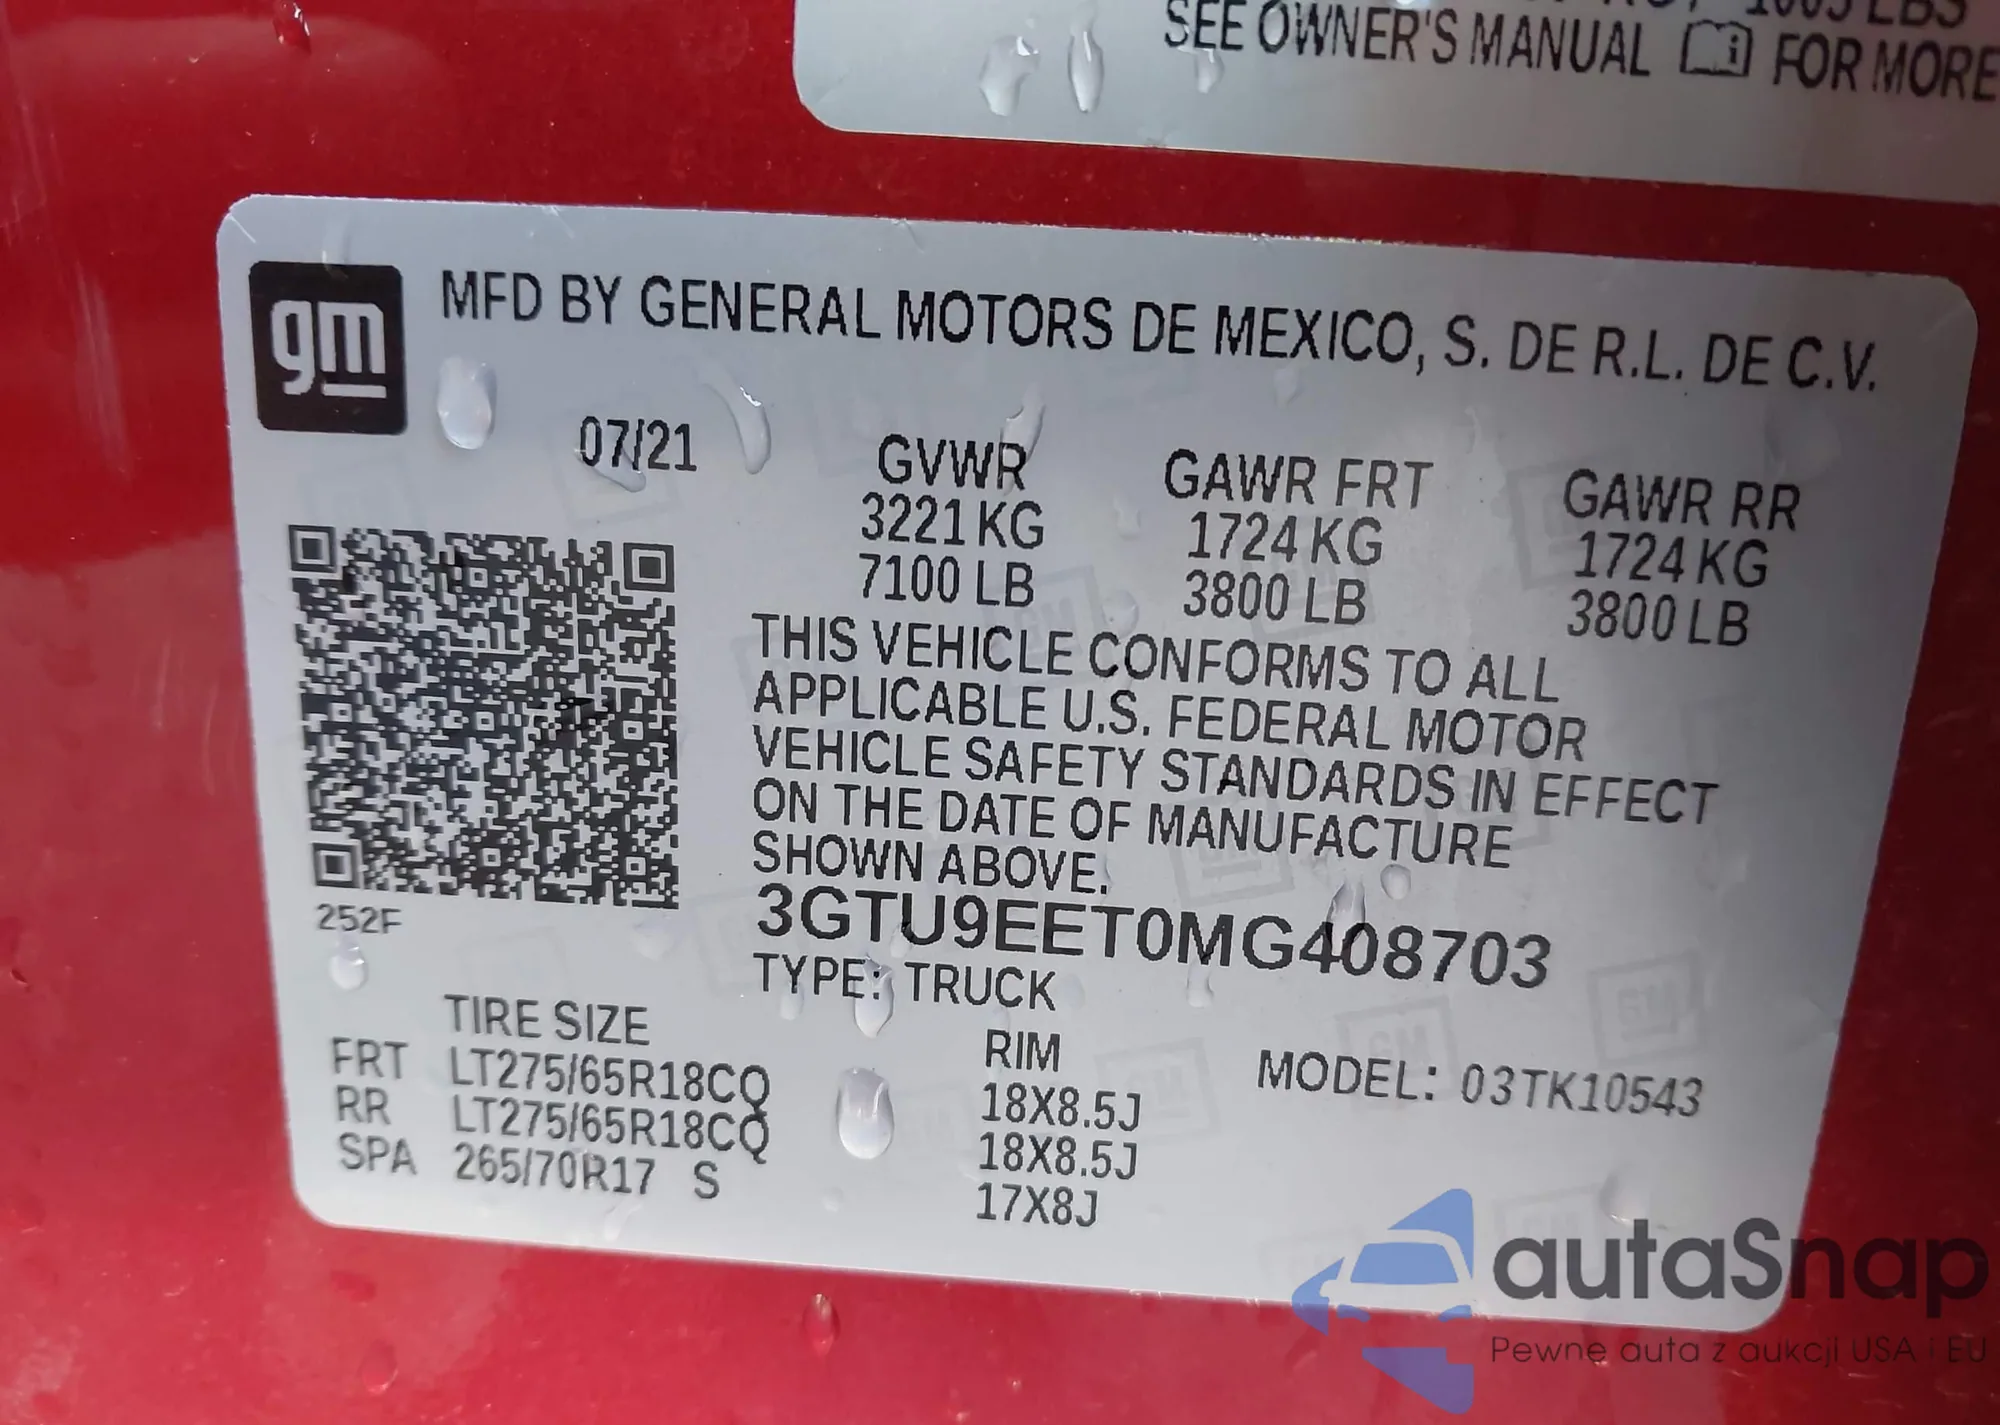 1003 LBS
SEE OWNER'S MANUAL FOR MORE
gm
MFD BY GENERAL MOTORS DE MEXICO, S. DE R.L. DE C.V.
07/21 GVWR GAWR FRT GAWR RR
3221 KG 1724 KG 1724 KG
7100 LB 3800 LB 3800 LB
THIS VEHICLE CONFORMS TO ALL
APPLICABLE U.S. FEDERAL MOTOR
VEHICLE SAFETY STANDARDS IN EFFECT
ON THE DATE OF MANUFACTURE
SHOWN ABOVE.
3GTU9EET0MG408703
252F
TYPE: TRUCK
TIRE SIZE RIM MODEL: 03TK10543
FRT LT275/65R18CQ 18X8.5J
RR LT275/65R18CQ 18X8.5J
SPA 265/70R17 S 17X8J
autaSnap
Pewne auta z aukcji USA i EU